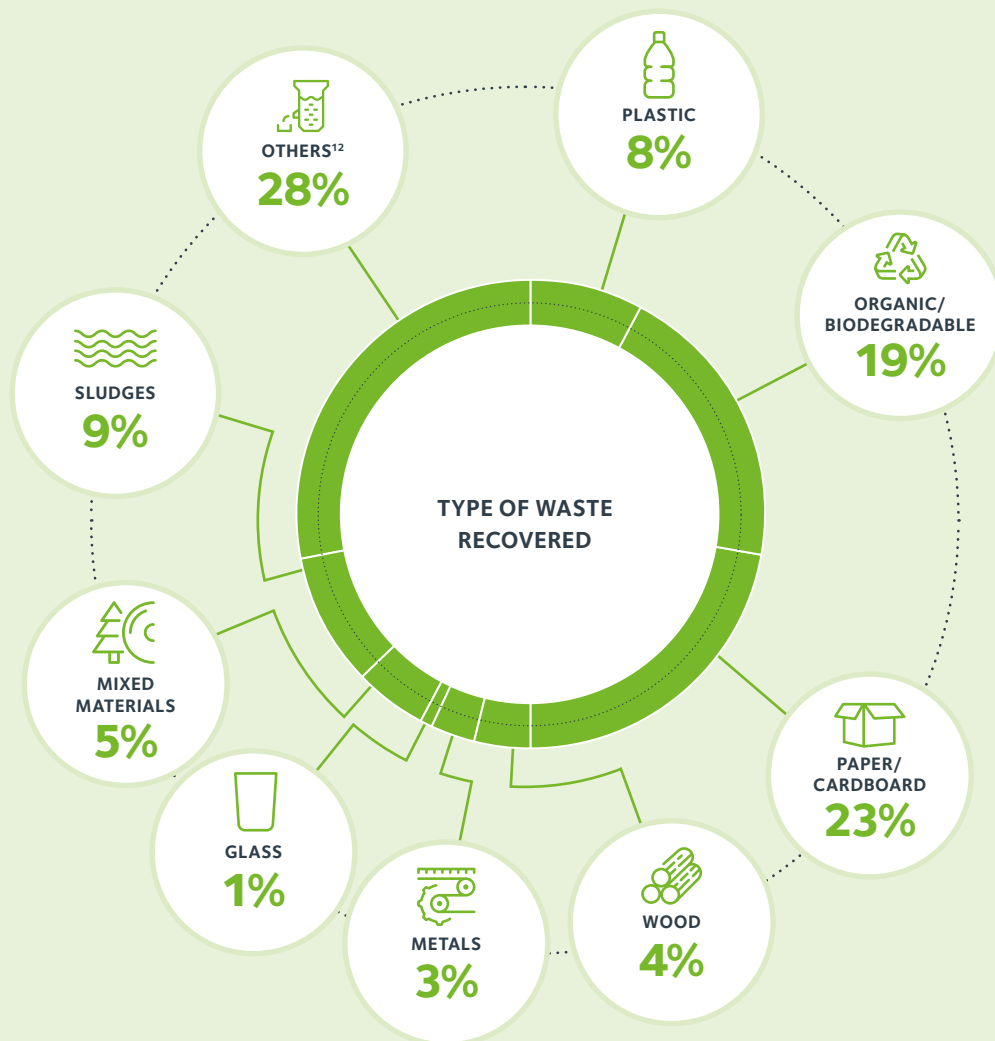 PLASTIC
8%
OTHERS¹²
28%
ORGANIC/
BIODEGRADABLE
19%
SLUDGES
9%
TYPE OF WASTE
RECOVERED
MIXED
MATERIALS
5%
PAPER/
CARDBOARD
23%
GLASS
1%
METALS
3%
WOOD
4%